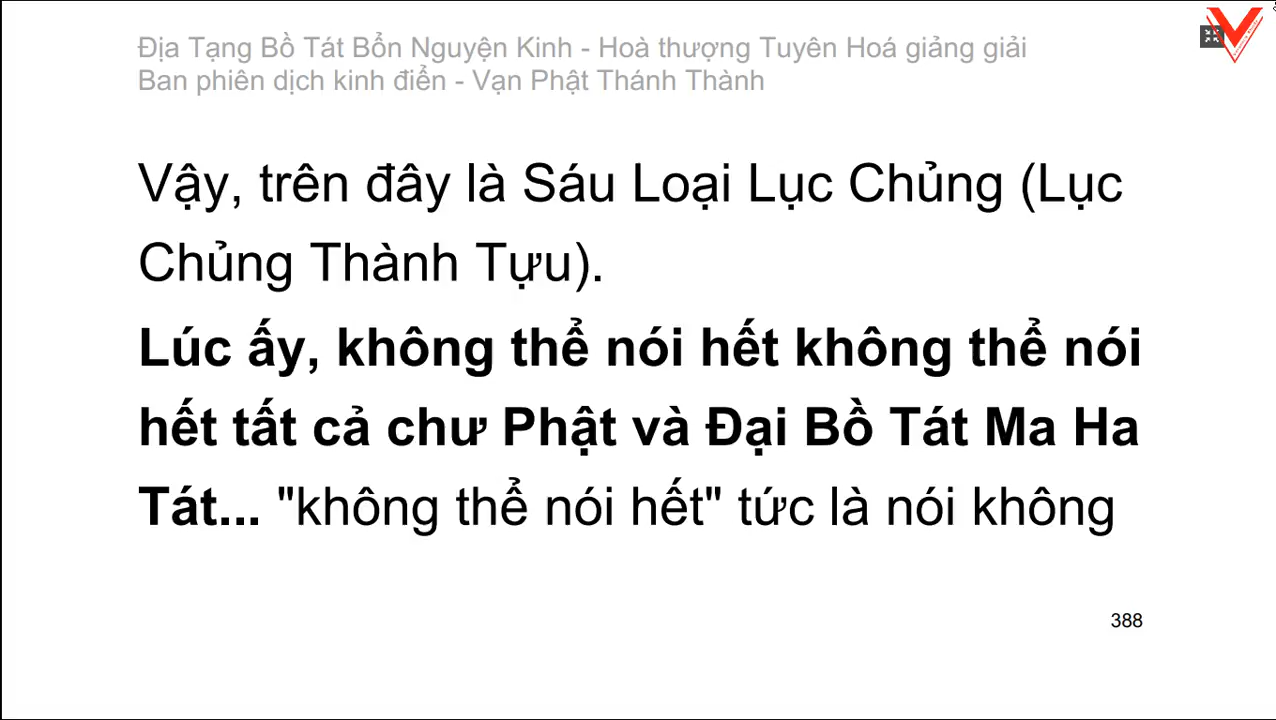 Địa Tạng Bồ Tát Bổn Nguyện Kinh - Hoà thượng Tuyên Hoá giảng giải
Ban phiên dịch kinh điển - Vạn Phật Thánh Thành
Vậy, trên đây là Sáu Loại Lục Chủng (Lục
Chủng Thành Tựu).
Lúc ấy, không thể nói hết không thể nói
hết tất cả chư Phật và Đại Bồ Tát Ma Ha
Tát... "không thể nói hết" tức là nói không
388